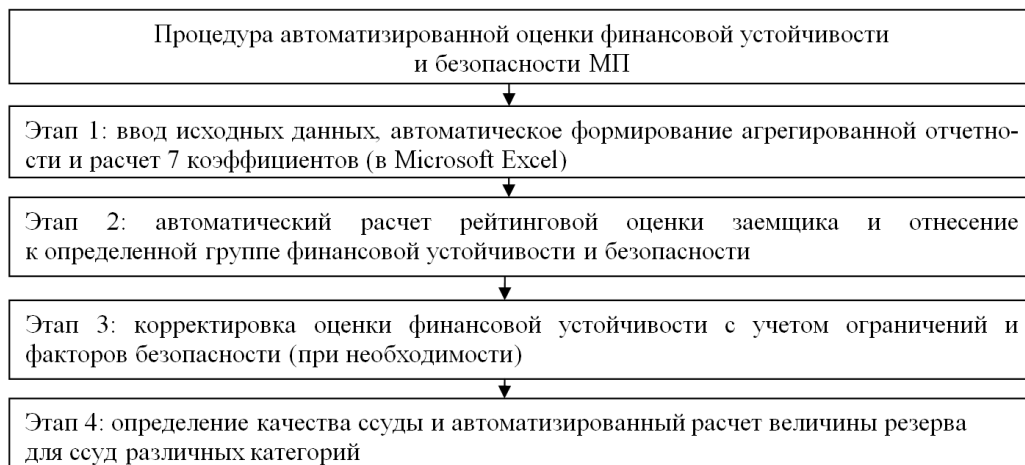 Процедура автоматизированной оценки финансовой устойчивости
и безопасности МП
Этап 1: ввод исходных данных, автоматическое формирование агрегированной отчетно-
сти и расчет 7 коэффициентов (в Microsoft Excel)
Этап 2: автоматический расчет рейтинговой оценки заемщика и отнесение
к определенной группе финансовой устойчивости и безопасности
Этап 3: корректировка оценки финансовой устойчивости с учетом ограничений и
факторов безопасности (при необходимости)
Этап 4: определение качества ссуды и автоматизированный расчет величины резерва
для ссуд различных категорий